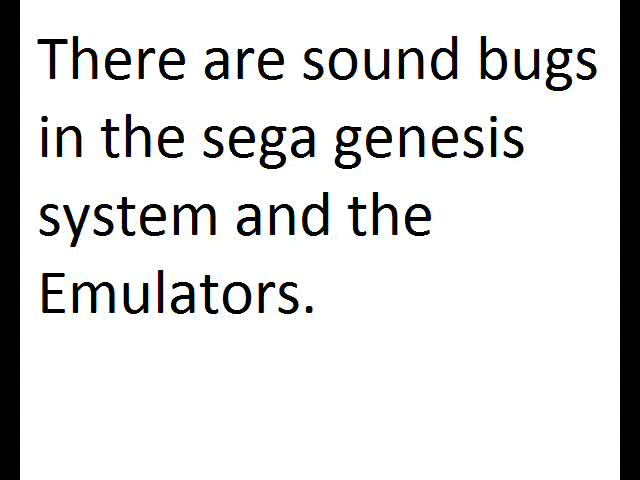 There are sound bugs
in the sega genesis
system and the
Emulators.